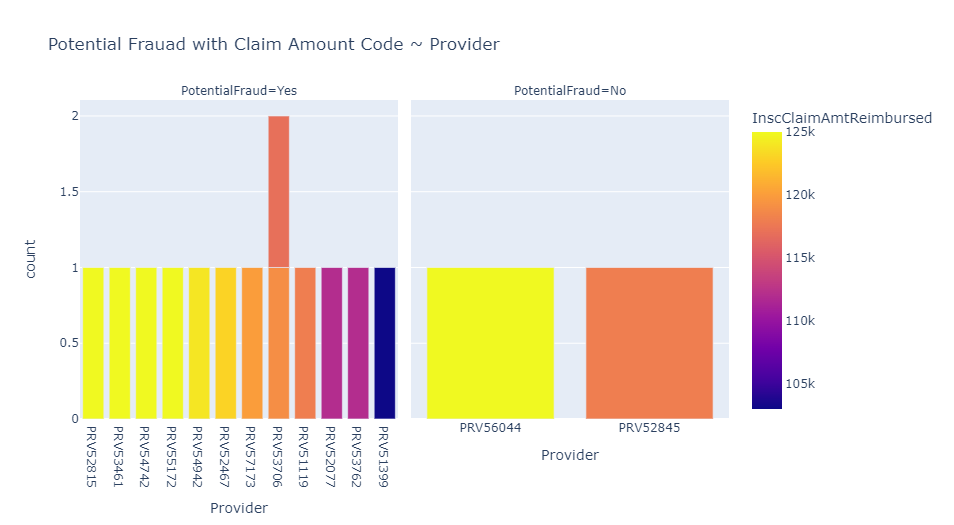 Potential Frauad with Claim Amount Code ~ Provider
PotentialFraud=Yes
PotentialFraud=No
InscClaimAmtReimbursed
count
2
1.5
1
0.5
0
125k
120k
115k
110k
105k
PRV52815
PRV53461
PRV54742
PRV55172
PRV54942
PRV52467
PRV57173
PRV53706
PRV51119
PRV52077
PRV53762
PRV51399
PRV56044
PRV52845
Provider
Provider